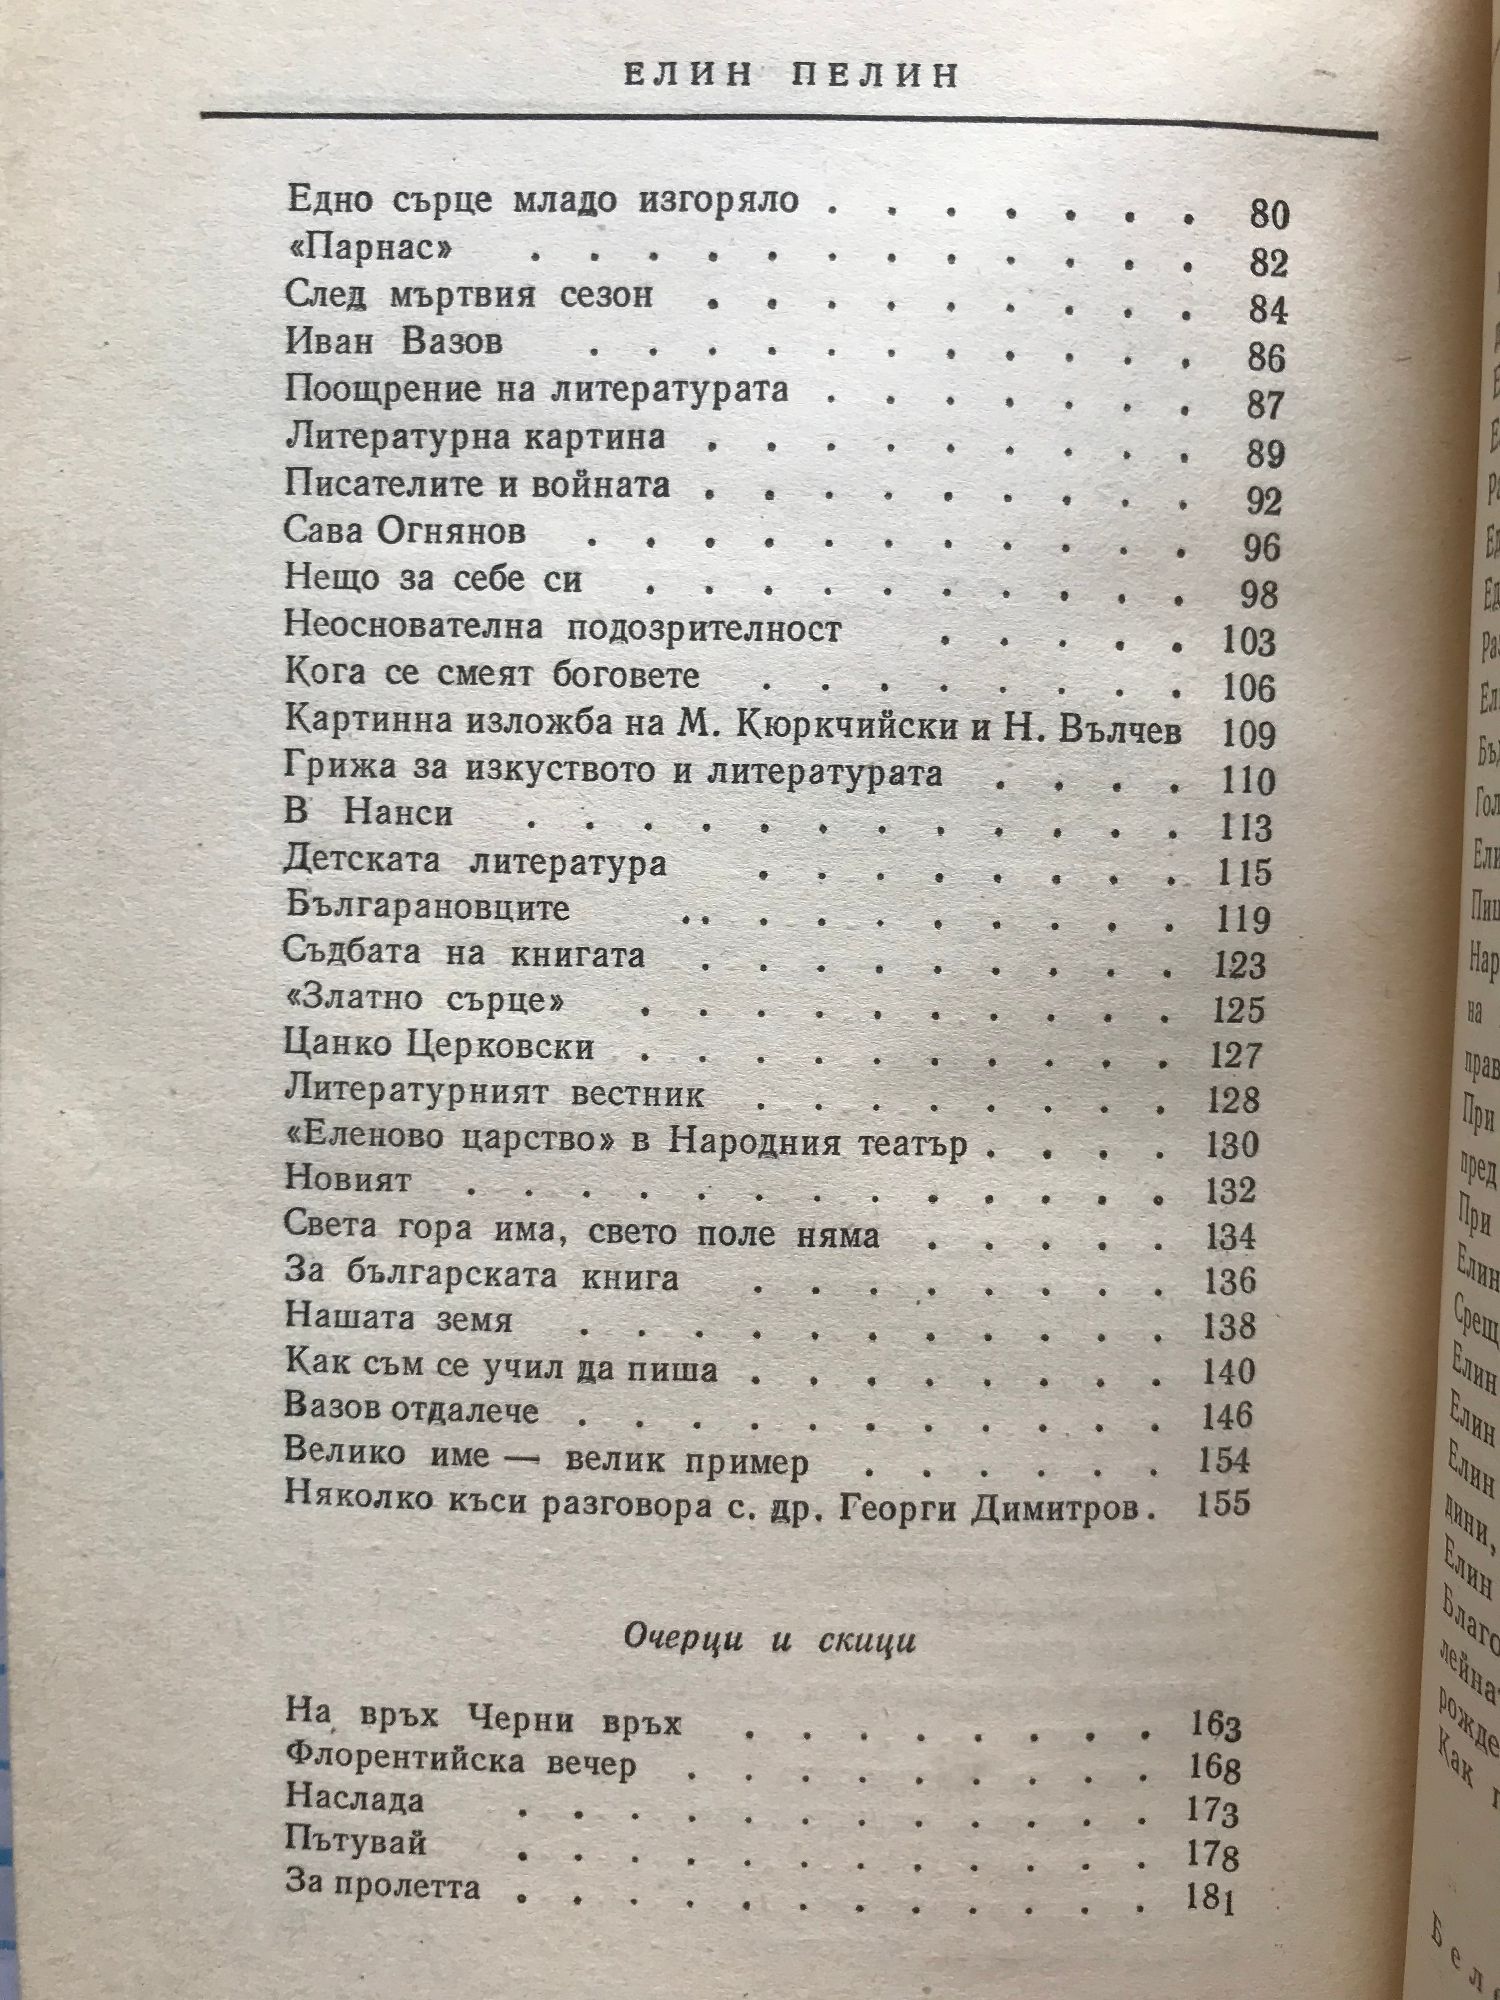 ЕЛИН ПЕЛИН
Едно сърце младо изгоряло . . . . . . . 80
«Парнас» . . . . . . . . . . . . 82
След мъртвия сезон . . . . . . . . . 84
Иван Вазов . . . . . . . . . . . 86
Поощрение на литературата . . . . . . . 87
Литературна картина . . . . . . . . . 89
Писателите и войната . . . . . . . . . 92
Сава Огнянов . . . . . . . . . . . 96
Нещо за себе си . . . . . . . . . . 98
Неоснователна подозрителност . . . . . 103
Кога се смеят боговете . . . . . . . . 106
Картинна изложба на М. Кюркчийски и Н. Вълчев 109
Грижа за изкуството и литературата . . . . 110
В Нанси . . . . . . . . . . . . 113
Детската литература . . . . . . . . 115
Българановците .. . . . . . . . . 119
Съдбата на книгата . . . . . . . . . 123
«Златно сърце» . . . . . . . . . . 125
Цанко Церковски . . . . . . . . . . 127
Литературният вестник . . . . . . . . 128
«Еленово царство» в Народния театър . . . . 130
Новият . . . . . . . . . . . . . 132
Света гора има, свето поле няма . . . . . 134
За българската книга . . . . . . . . 136
Нашата земя . . . . . . . . . . . 138
Как съм се учил да пиша . . . . . . . . 140
Вазов отдалече . . . . . . . . . . . 146
Велико име — велик пример . . . . . . 154
Няколко къси разговора с. др. Георги Димитров. 155
Очерци и скици
На връх Черни връх . . . . . . . . 163
Флорентийска вечер . . . . . . . . . 168
Наслада . . . . . . . . . . . . 173
Пътувай . . . . . . . . . . . . 178
За пролетта . . . . . . . . . . . . 181